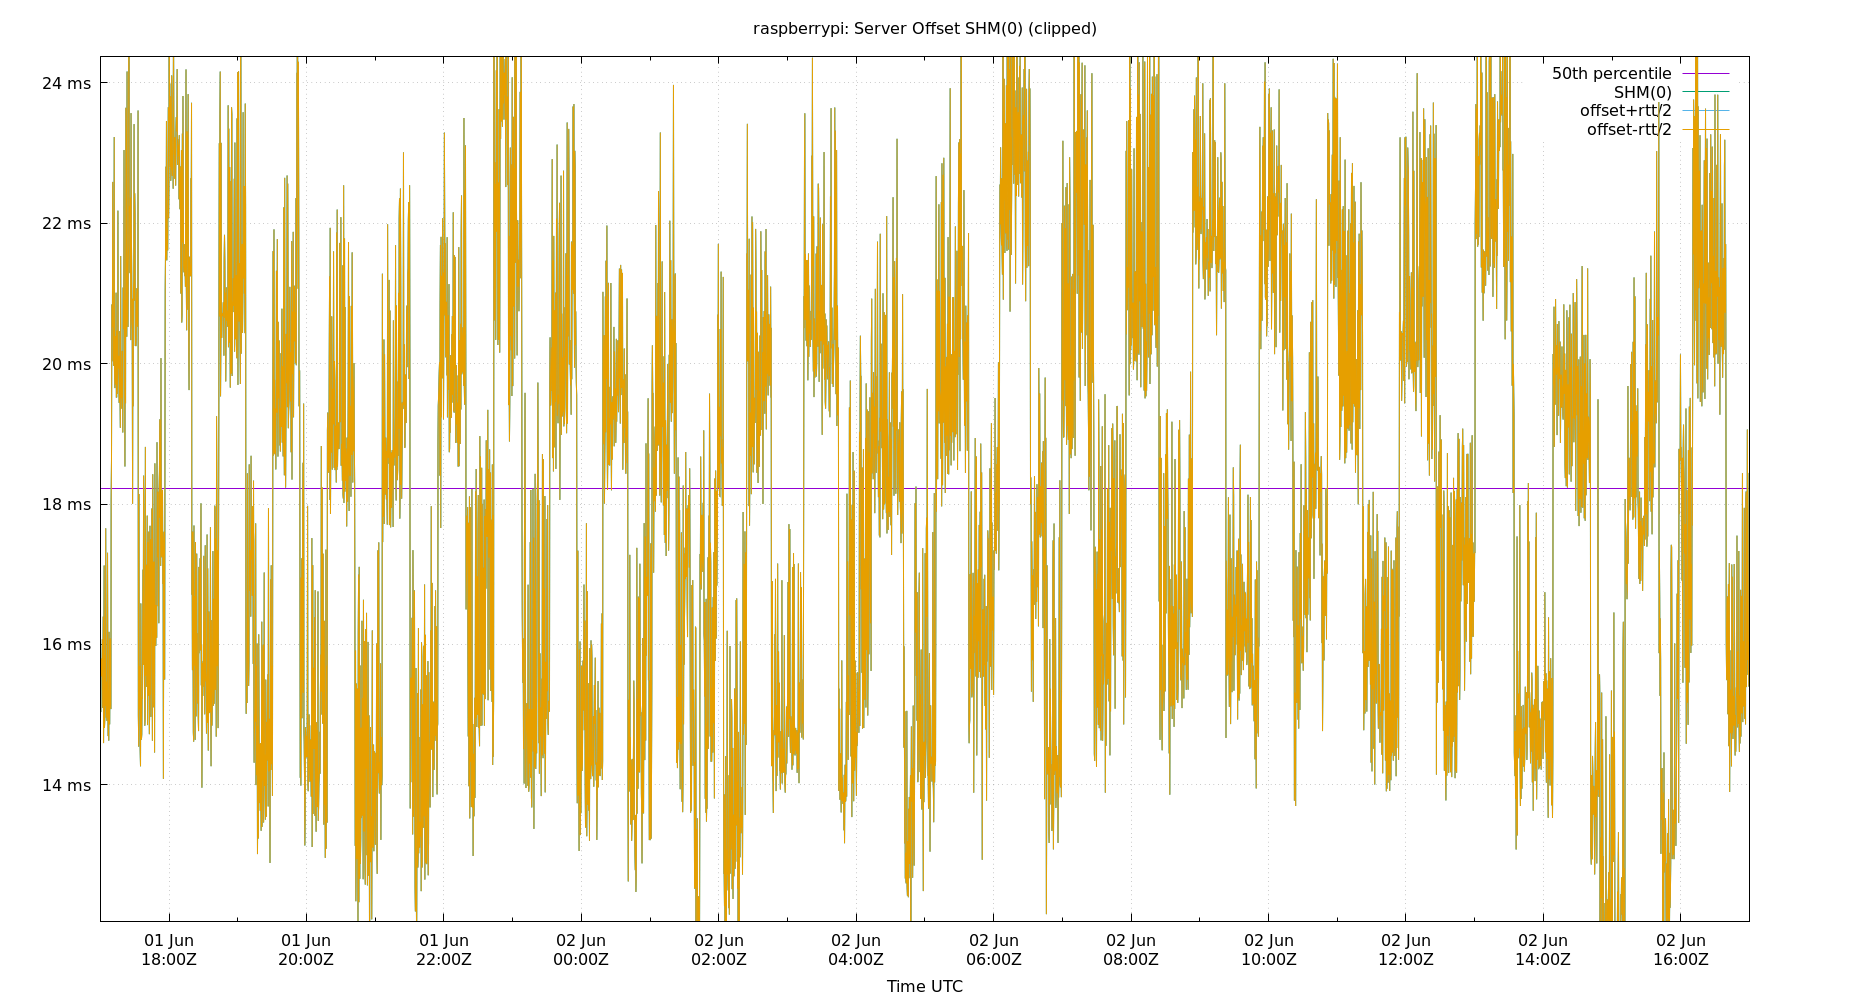 raspberrypi: Server Offset SHM(0) (clipped)
50th percentile
SHM(0)
offset+rtt/2
offset-rtt/2
24 ms
22 ms
20 ms
18 ms
16 ms
14 ms
01 Jun 01 Jun 01 Jun 02 Jun 02 Jun 02 Jun 02 Jun 02 Jun 02 Jun 02 Jun 02 Jun 02 Jun
18:00Z 20:00Z 22:00Z 00:00Z 02:00Z 04:00Z 06:00Z 08:00Z 10:00Z 12:00Z 14:00Z 16:00Z
Time UTC